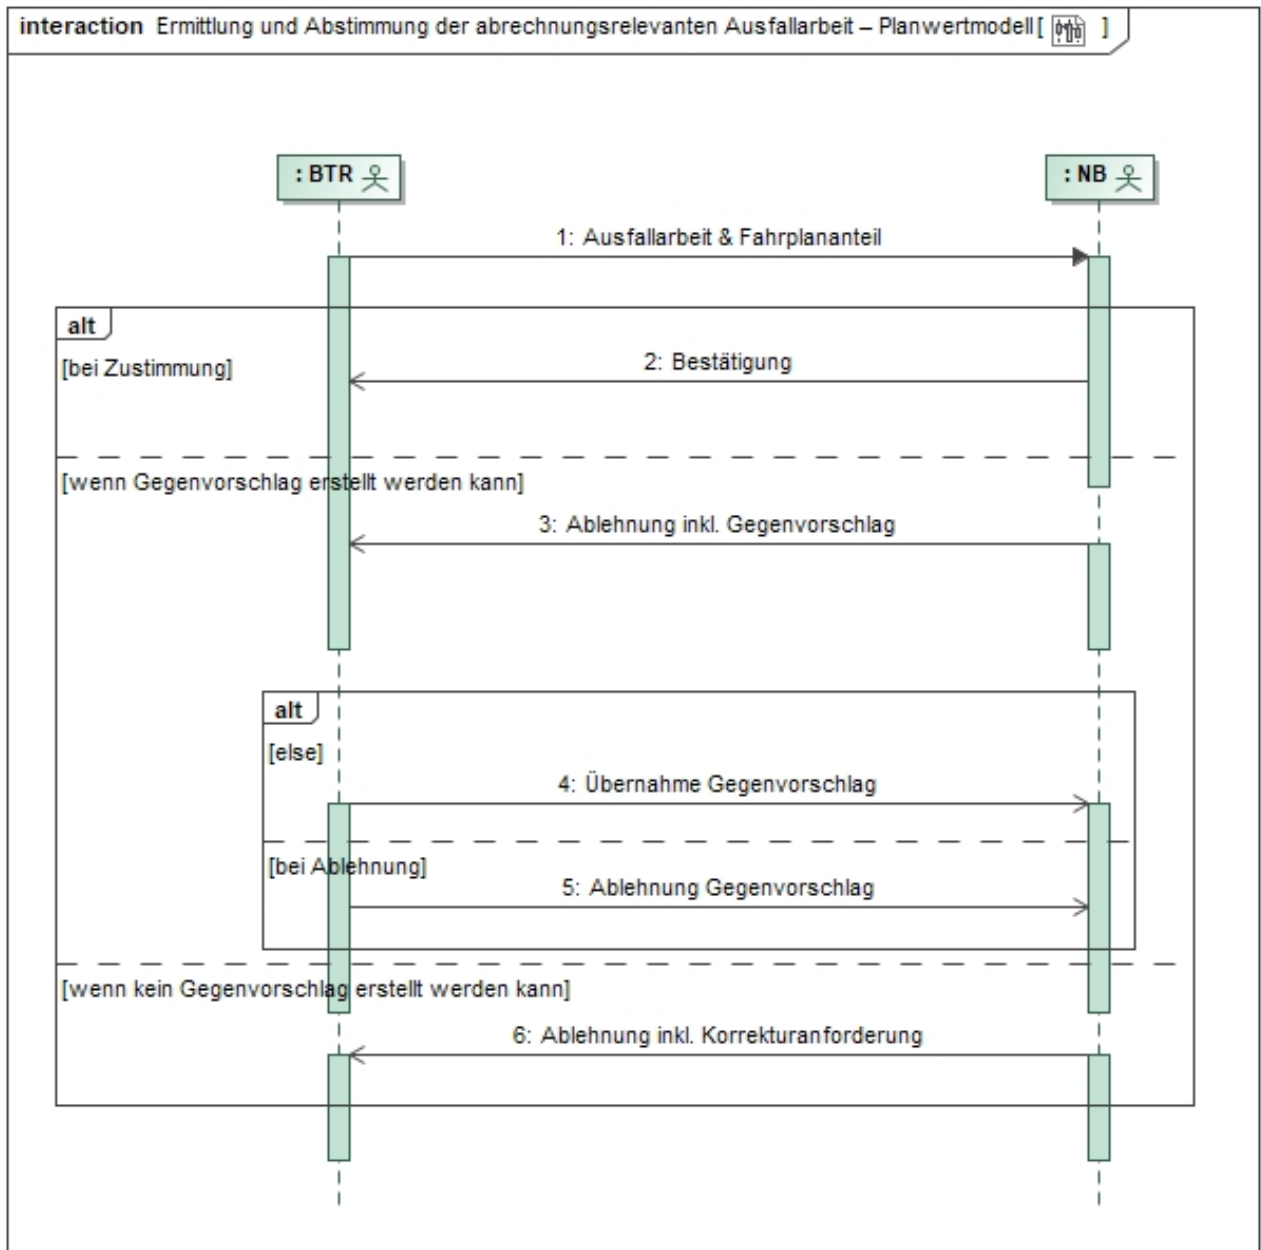 interaction Ermittlung und Abstimmung der abrechnungsrelevanten Ausfallarbeit – Planwertmodell[ ]
: BTR
: NB
1: Ausfallarbeit & Fahrplananteil
alt
[bei Zustimmung]
2: Bestätigung
[wenn Gegenvorschlag erstellt werden kann]
3: Ablehnung inkl. Gegenvorschlag
alt
[else]
4: Übernahme Gegenvorschlag
[bei Ablehnung]
5: Ablehnung Gegenvorschlag
[wenn kein Gegenvorschlag erstellt werden kann]
6: Ablehnung inkl. Korrekturanforderung